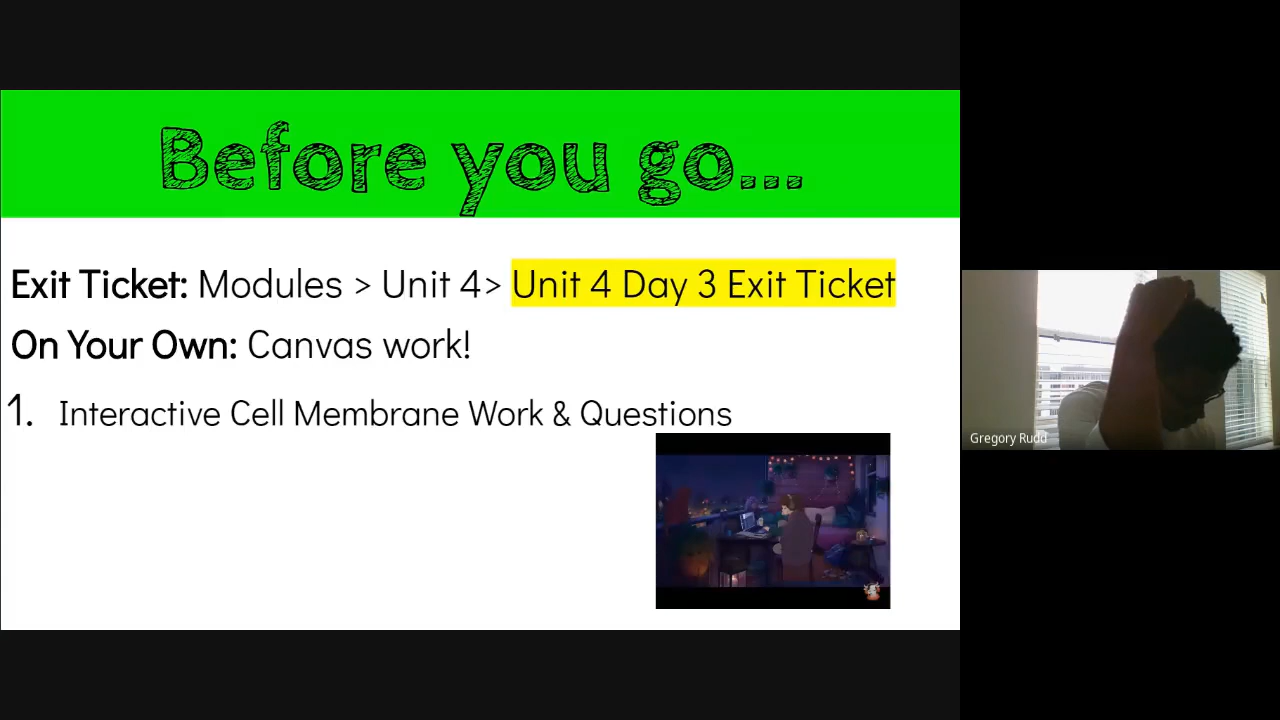 Before you go...
Exit Ticket: Modules > Unit 4> Unit 4 Day 3 Exit Ticket
On Your Own: Canvas work!
1. Interactive Cell Membrane Work & Questions
Gregory Rudd